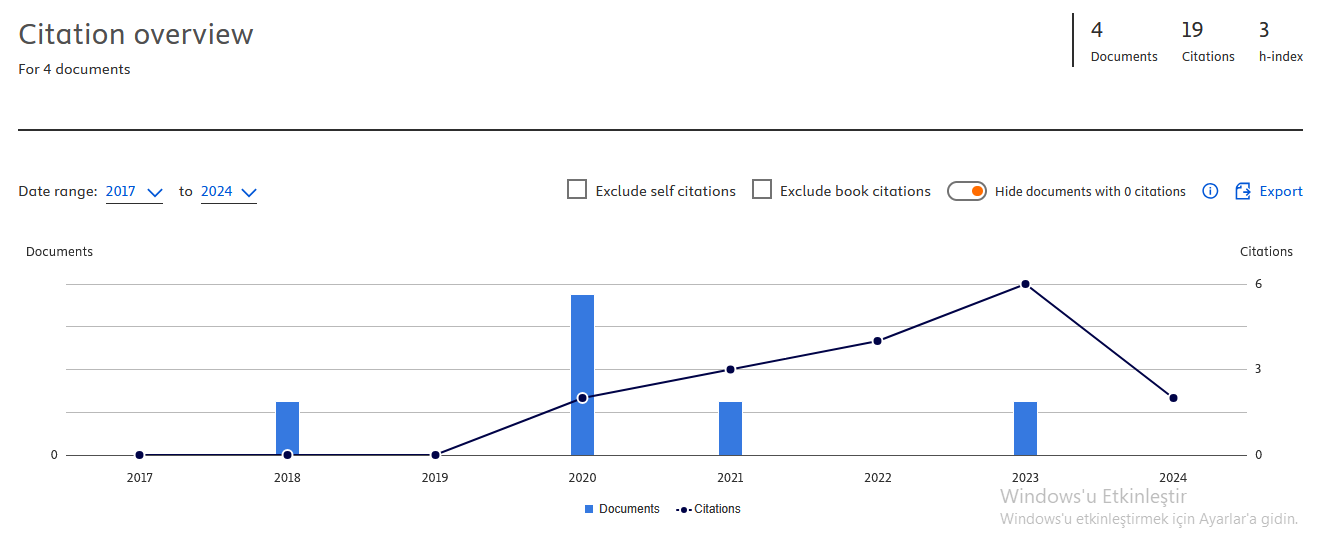 Citation overview
For 4 documents
4 19 3
Documents Citations h-index
Date range: 2017 to 2024
Exclude self citations Exclude book citations Hide documents with 0 citations Export
Documents Citations
6
3
0 0
2017 2018 2019 2020 2021 2022 2023 2024
Documents Citations
Windows'u Etkinleştir
Windows'u etkinleştirmek için Ayarlar'a gidin.